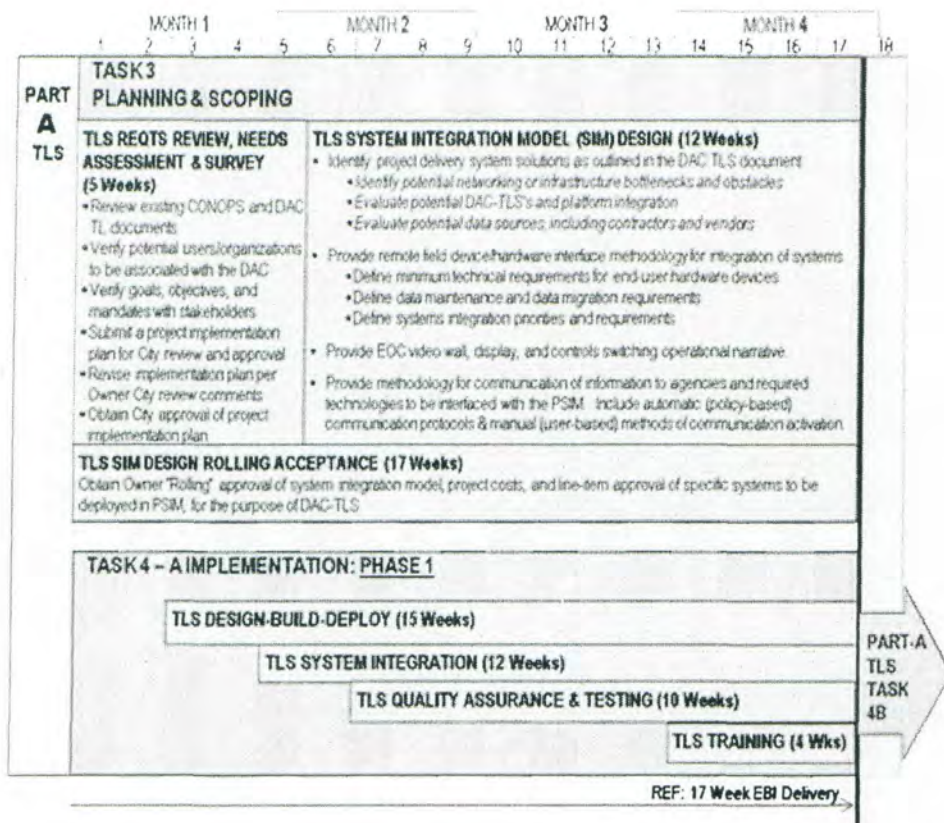 MONTH 1 MONTH 2 MONTH 3 MONTH 4
1 2 3 4 5 6 7 8 9 10 11 12 13 14 15 16 17 18
PART
A
TLS
TASK 3
PLANNING & SCOPING
TLS REQTS REVIEW, NEEDS
ASSESSMENT & SURVEY
(5 Weeks)
• Review existing CONOPS and DAC
TL documents
• Verify potential users/organizations
to be associated with the DAC
• Verify goals, objectives, and
mandates with stakeholders
• Submit a project implementation
plan for City review and approval
• Revise implementation plan per
Owner City review comments
• Obtain City approval of project
implementation plan
TLS SYSTEM INTEGRATION MODEL (SIM) DESIGN (12 Weeks)
• Identify project delivery system solutions as outlined in the DAC TLS document
• Identify potential networking or infrastructure bottlenecks and obstacles
• Evaluate potential DAC-TLS's and platform integration
• Evaluate potential data sources, including contractors and vendors
• Provide remote field device/hardware interface methodology for integration of systems
• Define minimum technical requirements for end-user hardware devices
• Define data maintenance and data migration requirements
• Define systems integration priorities and requirements
• Provide EOC video wall, display, and controls switching operational narrative
• Provide methodology for communication of information to agencies and required
technologies to be interfaced with the PSIM. Include automatic (policy-based)
communication protocols & manual (user-based) methods of communication activation
TLS SIM DESIGN ROLLING ACCEPTANCE (17 Weeks)
Obtain Owner "Rolling" approval of system integration model, project costs, and line-item approval of specific systems to be
deployed in PSIM, for the purpose of DAC-TLS
TASK 4 – A IMPLEMENTATION: PHASE 1
TLS DESIGN-BUILD-DEPLOY (15 Weeks)
TLS SYSTEM INTEGRATION (12 Weeks)
TLS QUALITY ASSURANCE & TESTING (10 Weeks)
TLS TRAINING (4 Wks)
PART-A
TLS
TASK
4B
REF: 17 Week EBI Delivery